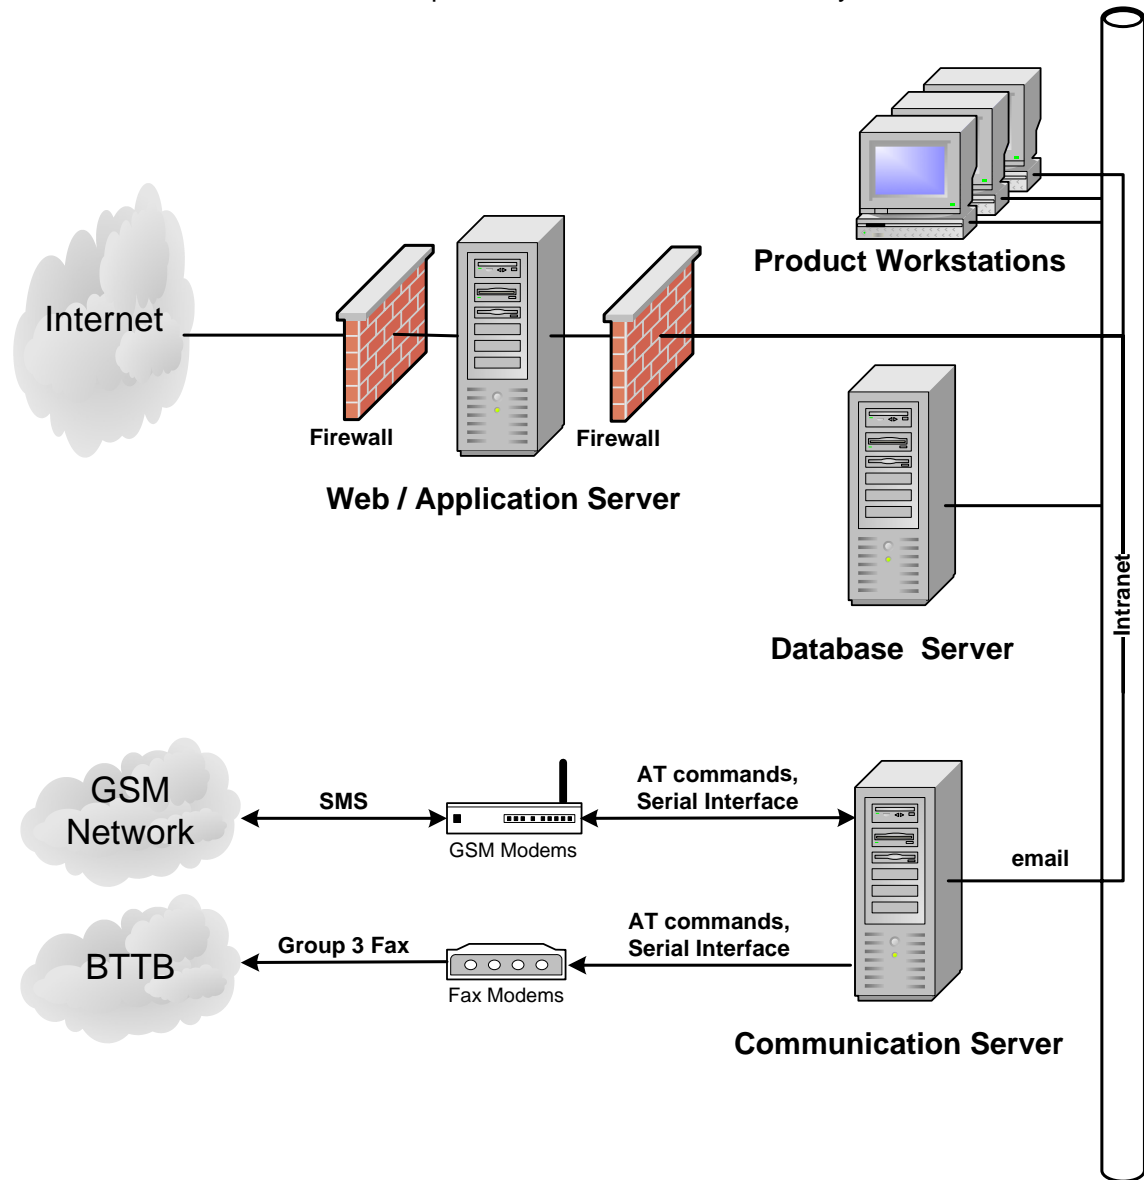 Product Workstations
Internet
Firewall
Firewall
Web / Application Server
Intranet
Database Server
GSM
Network
SMS
GSM Modems
AT commands,
Serial Interface
email
BTTB
Group 3 Fax
Fax Modems
AT commands,
Serial Interface
Communication Server